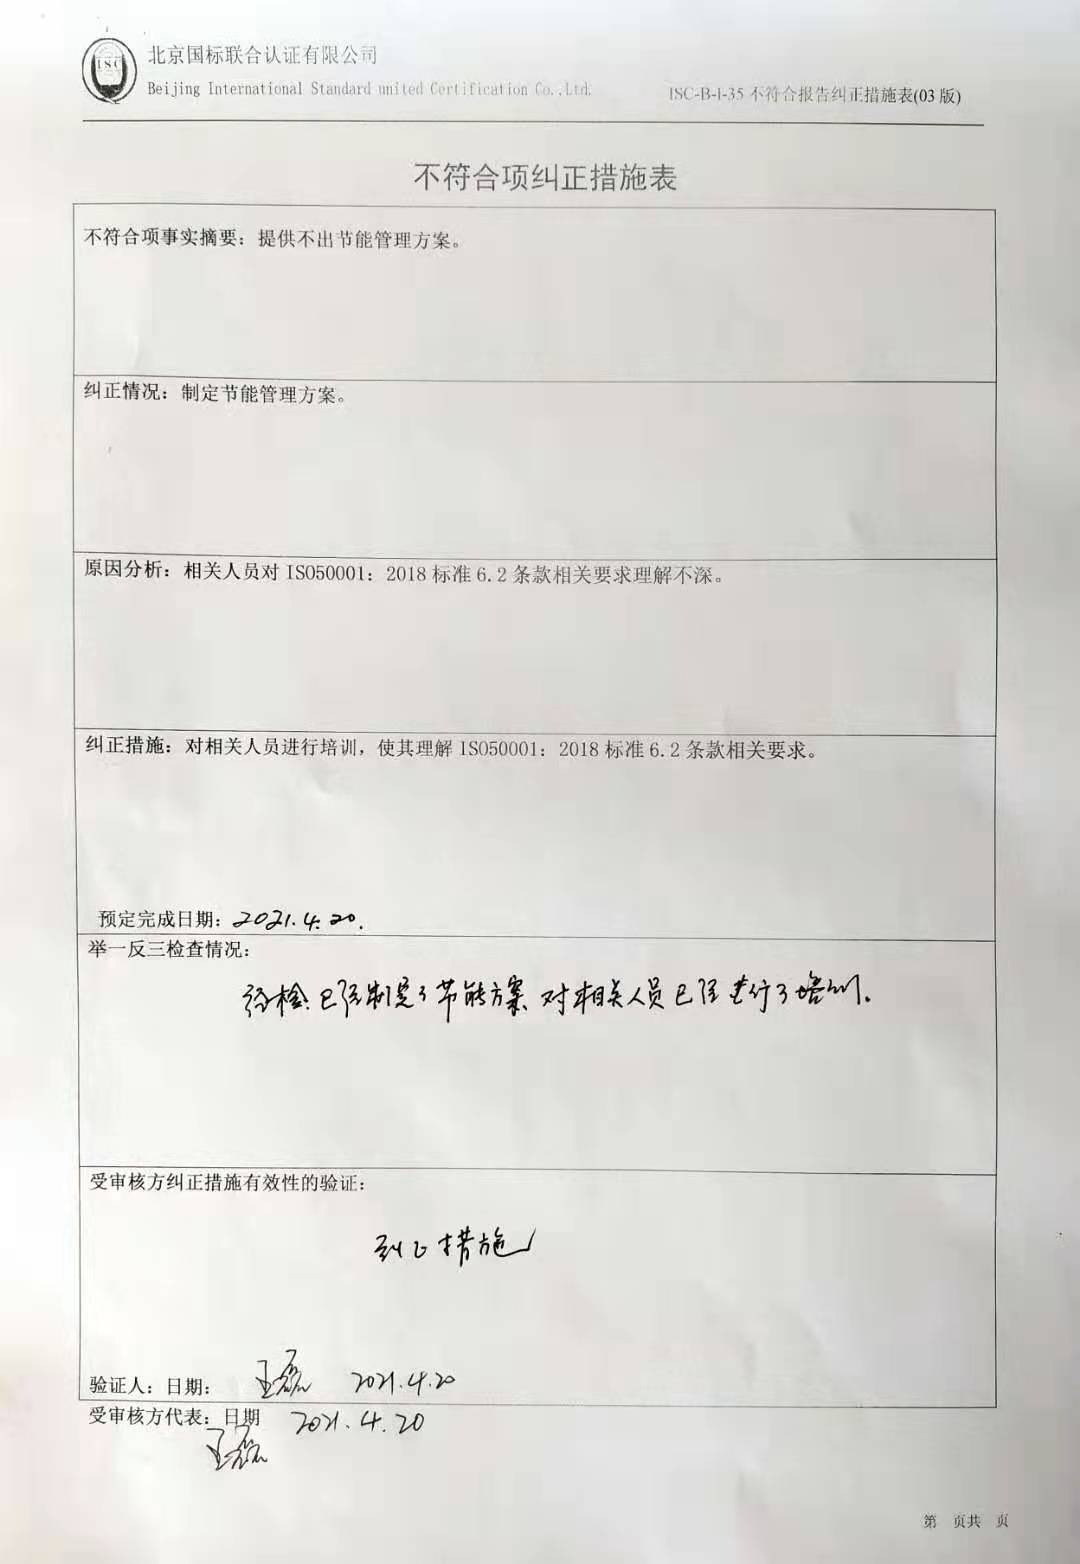 ISC
北京国标联合认证有限公司
Beijing International Standard united Certification Co.,Ltd.
ISC-B-I-35 不符合报告纠正措施表(03 版)
不符合项纠正措施表
不符合项事实摘要：提供不出节能管理方案。
纠正情况：制定节能管理方案。
原因分析：相关人员对 ISO50001：2018 标准 6.2 条款相关要求理解不深。
纠正措施：对相关人员进行培训，使其理解 ISO50001：2018 标准 6.2 条款相关要求。
预定完成日期：2021.4.20.
举一反三检查情况：
经检已经制定了节能方案 对相关人员已经进行了培训。
受审核方纠正措施有效性的验证：
纠正措施
验证人：日期：王磊 2021.4.20
受审核方代表：日期 2021.4.20
王磊
第 页共 页